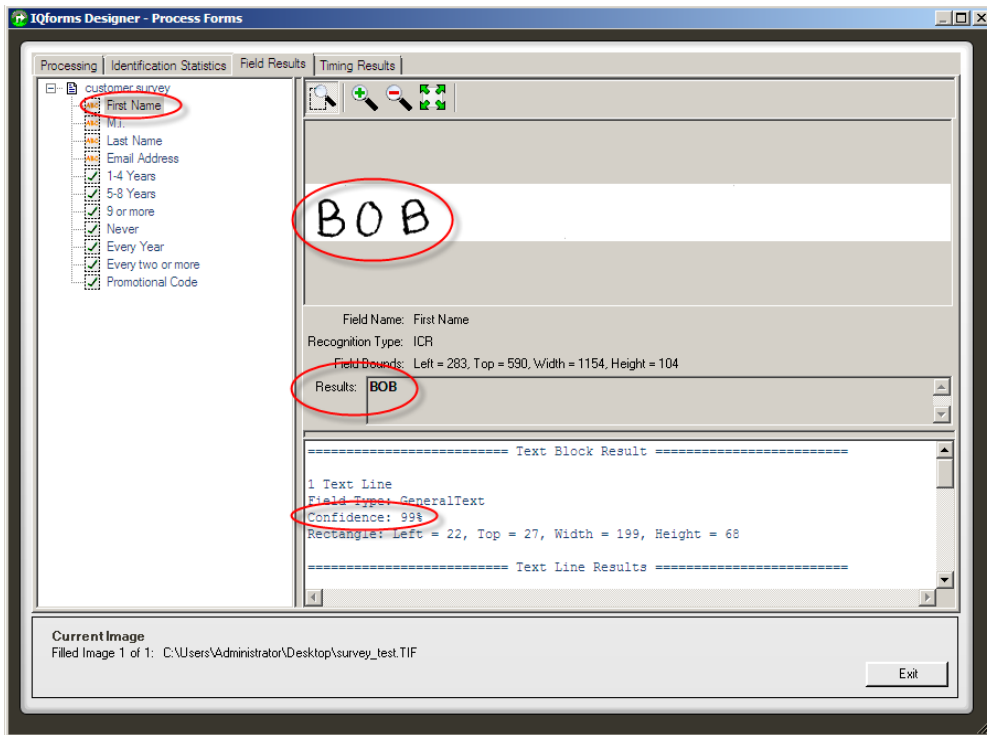 IQforms Designer - Process Forms
Processing
Identification Statistics
Field Results
Timing Results
customer survey
First Name
M.I.
Last Name
Email Address
1-4 Years
5-8 Years
9 or more
Never
Every Year
Every two or more
Promotional Code
BOB
Field Name: First Name
Recognition Type: ICR
Field Bounds: Left = 283, Top = 590, Width = 1154, Height = 104
Results: BOB
========================== Text Block Result =========================
1 Text Line
Field Type: GeneralText
Confidence: 99%
Rectangle: Left = 22, Top = 27, Width = 199, Height = 68
========================== Text Line Results =========================
Current Image
Filled Image 1 of 1: C:\Users\Administrator\Desktop\survey_test.TIF
Exit